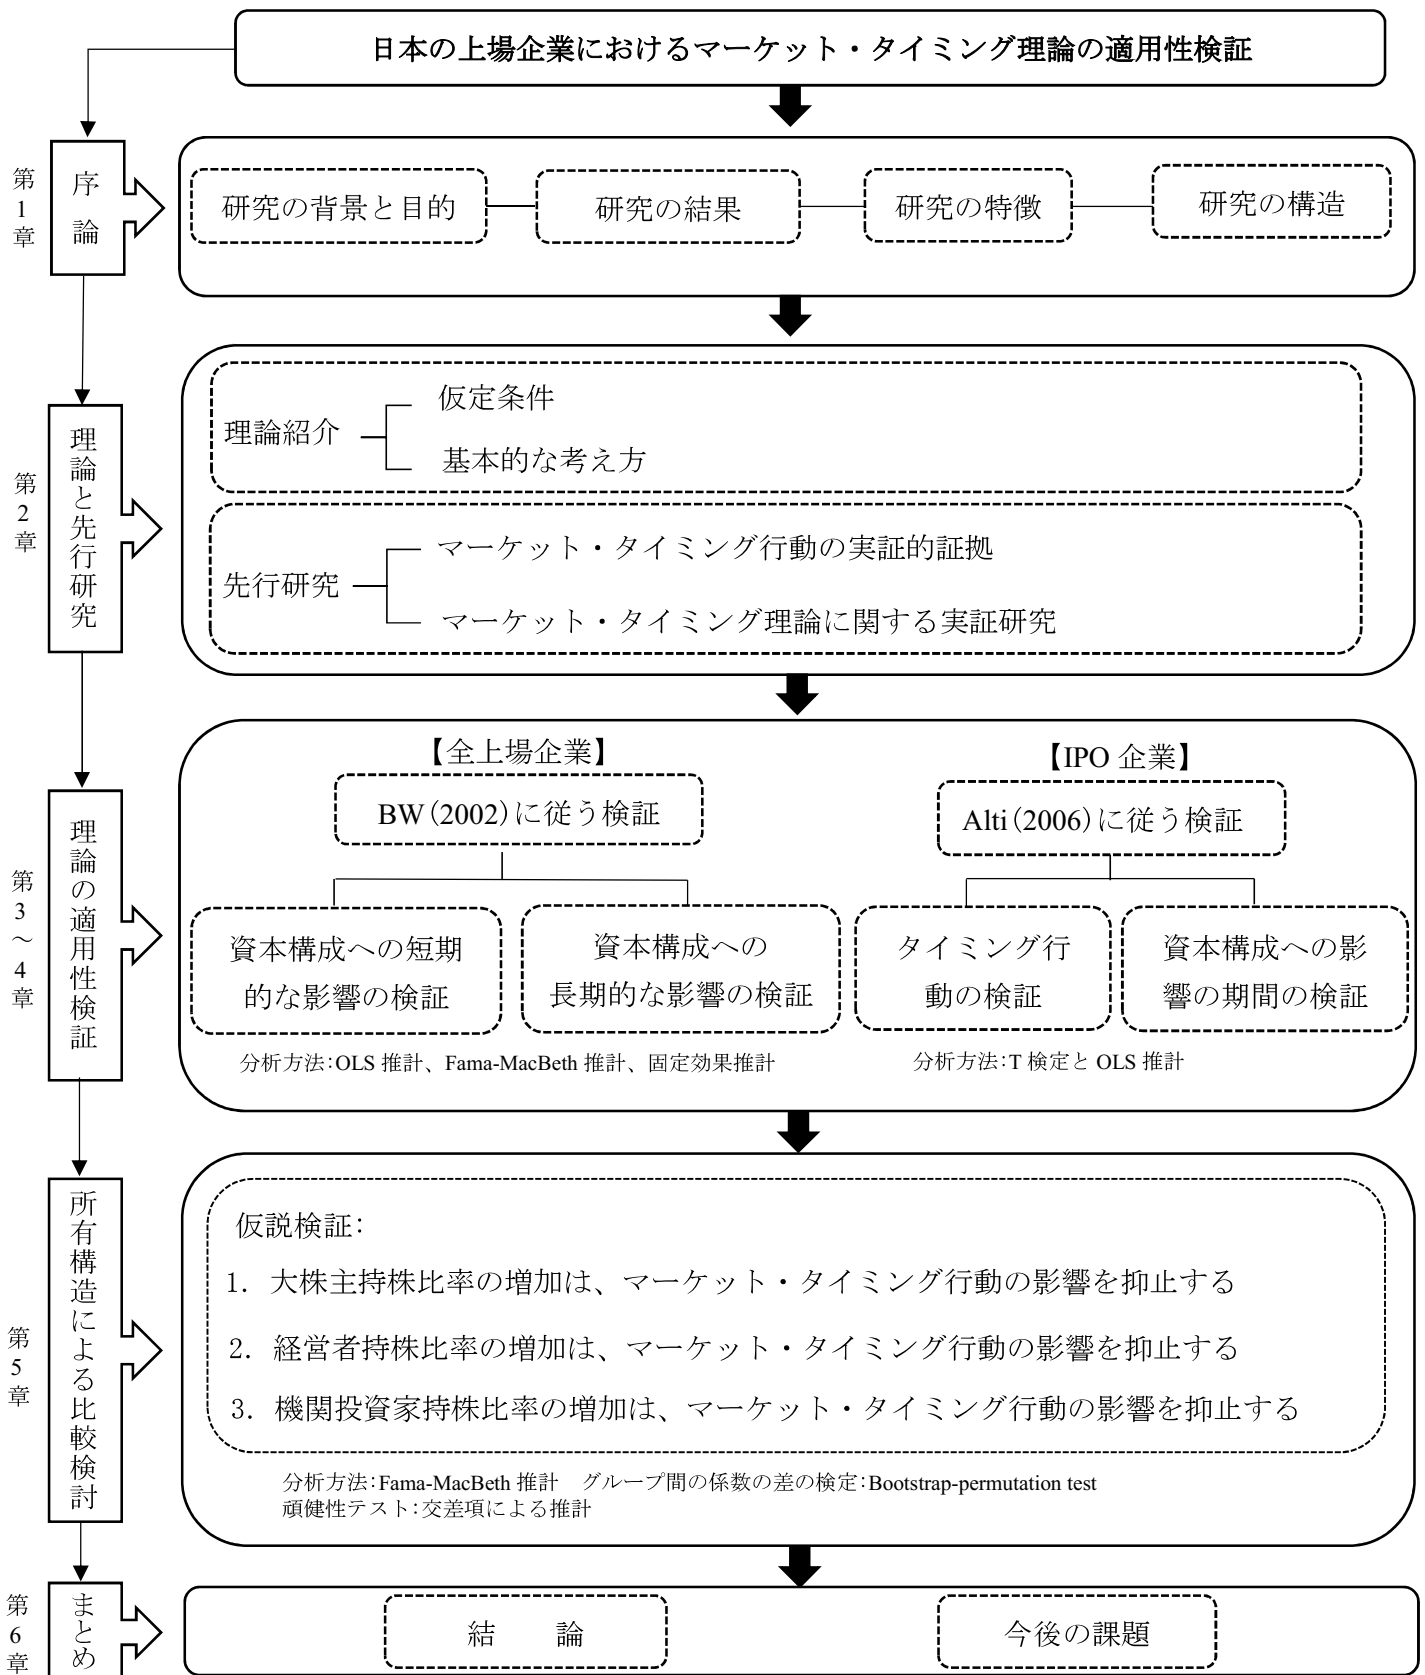 日本の上場企業におけるマーケット・タイミング理論の適用性検証
第1章
序論
研究の背景と目的
研究の結果
研究の特徴
研究の構造
第2章
理論と先行研究
理論紹介
仮定条件
基本的な考え方
先行研究
マーケット・タイミング行動の実証的証拠
マーケット・タイミング理論に関する実証研究
第3～4章
理論の適用性検証
【全上場企業】
BW(2002)に従う検証
資本構成への短期
的な影響の検証
資本構成への
長期的な影響の検証
分析方法:OLS 推計、Fama-MacBeth 推計、固定効果推計
【IPO 企業】
Alti(2006)に従う検証
タイミング行
動の検証
資本構成への影
響の期間の検証
分析方法:T 検定と OLS 推計
第5章
所有構造による比較検討
仮説検証:
1. 大株主持株比率の増加は、マーケット・タイミング行動の影響を抑止する
2. 経営者持株比率の増加は、マーケット・タイミング行動の影響を抑止する
3. 機関投資家持株比率の増加は、マーケット・タイミング行動の影響を抑止する
分析方法:Fama-MacBeth 推計　グループ間の係数の差の検定:Bootstrap-permutation test
頑健性テスト:交差項による推計
第6章
まとめ
結　　論
今後の課題